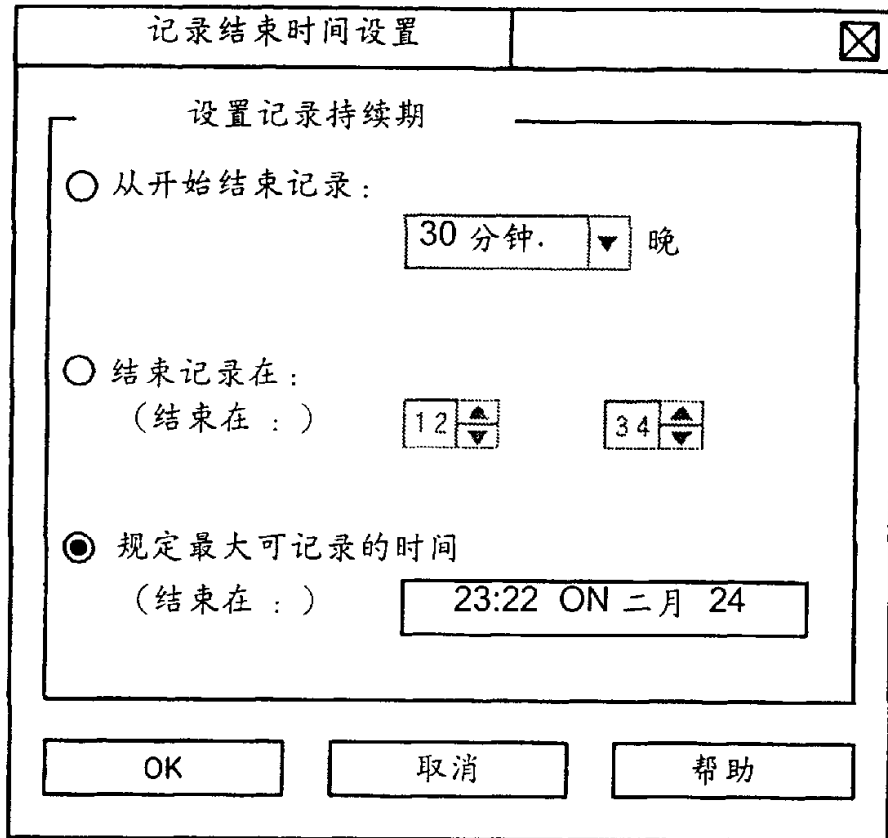 记录结束时间设置
设置记录持续期
从开始结束记录：
30 分钟. 晚
结束记录在：
（结束在 ：） 12 34
规定最大可记录的时间
（结束在 ：） 23:22 ON 二月 24
OK 取消 帮助